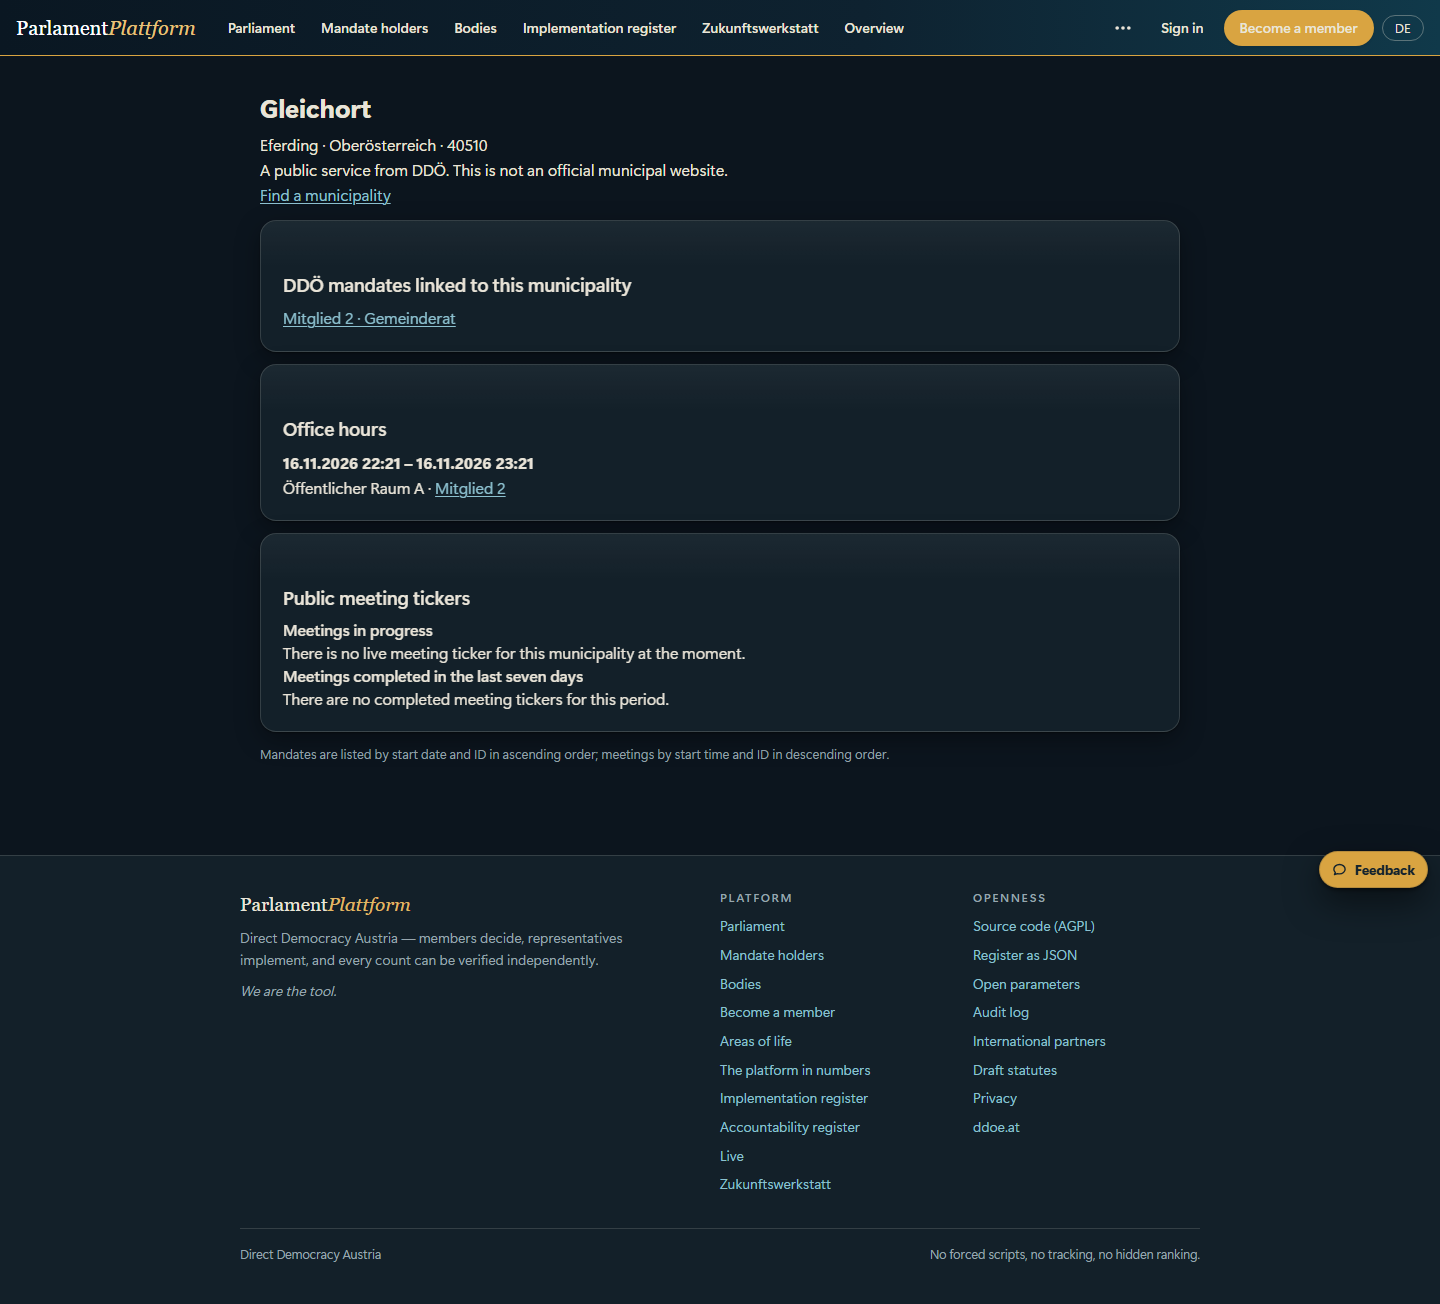 ParlamentPlattform
Parliament
Mandate holders
Bodies
Implementation register
Zukunftswerkstatt
Overview
Sign in
Become a member
DE
Gleichort
Eferding · Oberösterreich · 40510
A public service from DDÖ. This is not an official municipal website.
Find a municipality
DDÖ mandates linked to this municipality
Mitglied 2 · Gemeinderat
Office hours
16.11.2026 22:21 – 16.11.2026 23:21
Öffentlicher Raum A · Mitglied 2
Public meeting tickers
Meetings in progress
There is no live meeting ticker for this municipality at the moment.
Meetings completed in the last seven days
There are no completed meeting tickers for this period.
Mandates are listed by start date and ID in ascending order; meetings by start time and ID in descending order.
Feedback
ParlamentPlattform
Direct Democracy Austria — members decide, representatives
implement, and every count can be verified independently.
We are the tool.
PLATFORM
Parliament
Mandate holders
Bodies
Become a member
Areas of life
The platform in numbers
Implementation register
Accountability register
Live
Zukunftswerkstatt
OPENNESS
Source code (AGPL)
Register as JSON
Open parameters
Audit log
International partners
Draft statutes
Privacy
ddoe.at
Direct Democracy Austria
No forced scripts, no tracking, no hidden ranking.